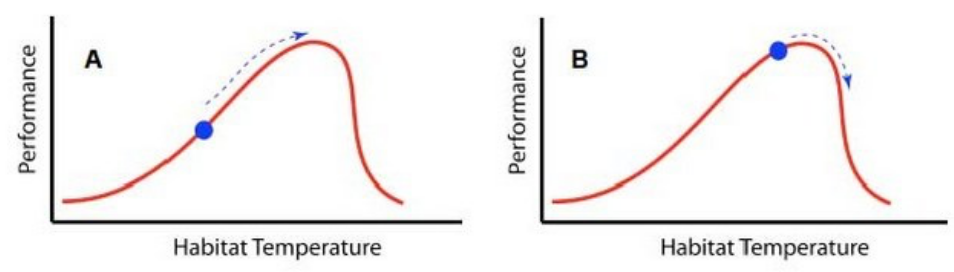 A
Performance
Habitat Temperature
B
Performance
Habitat Temperature